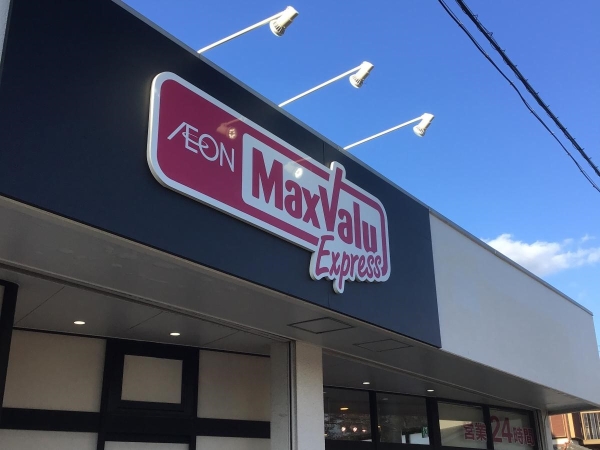 ÆON
MaxValu
Express
営業24時間